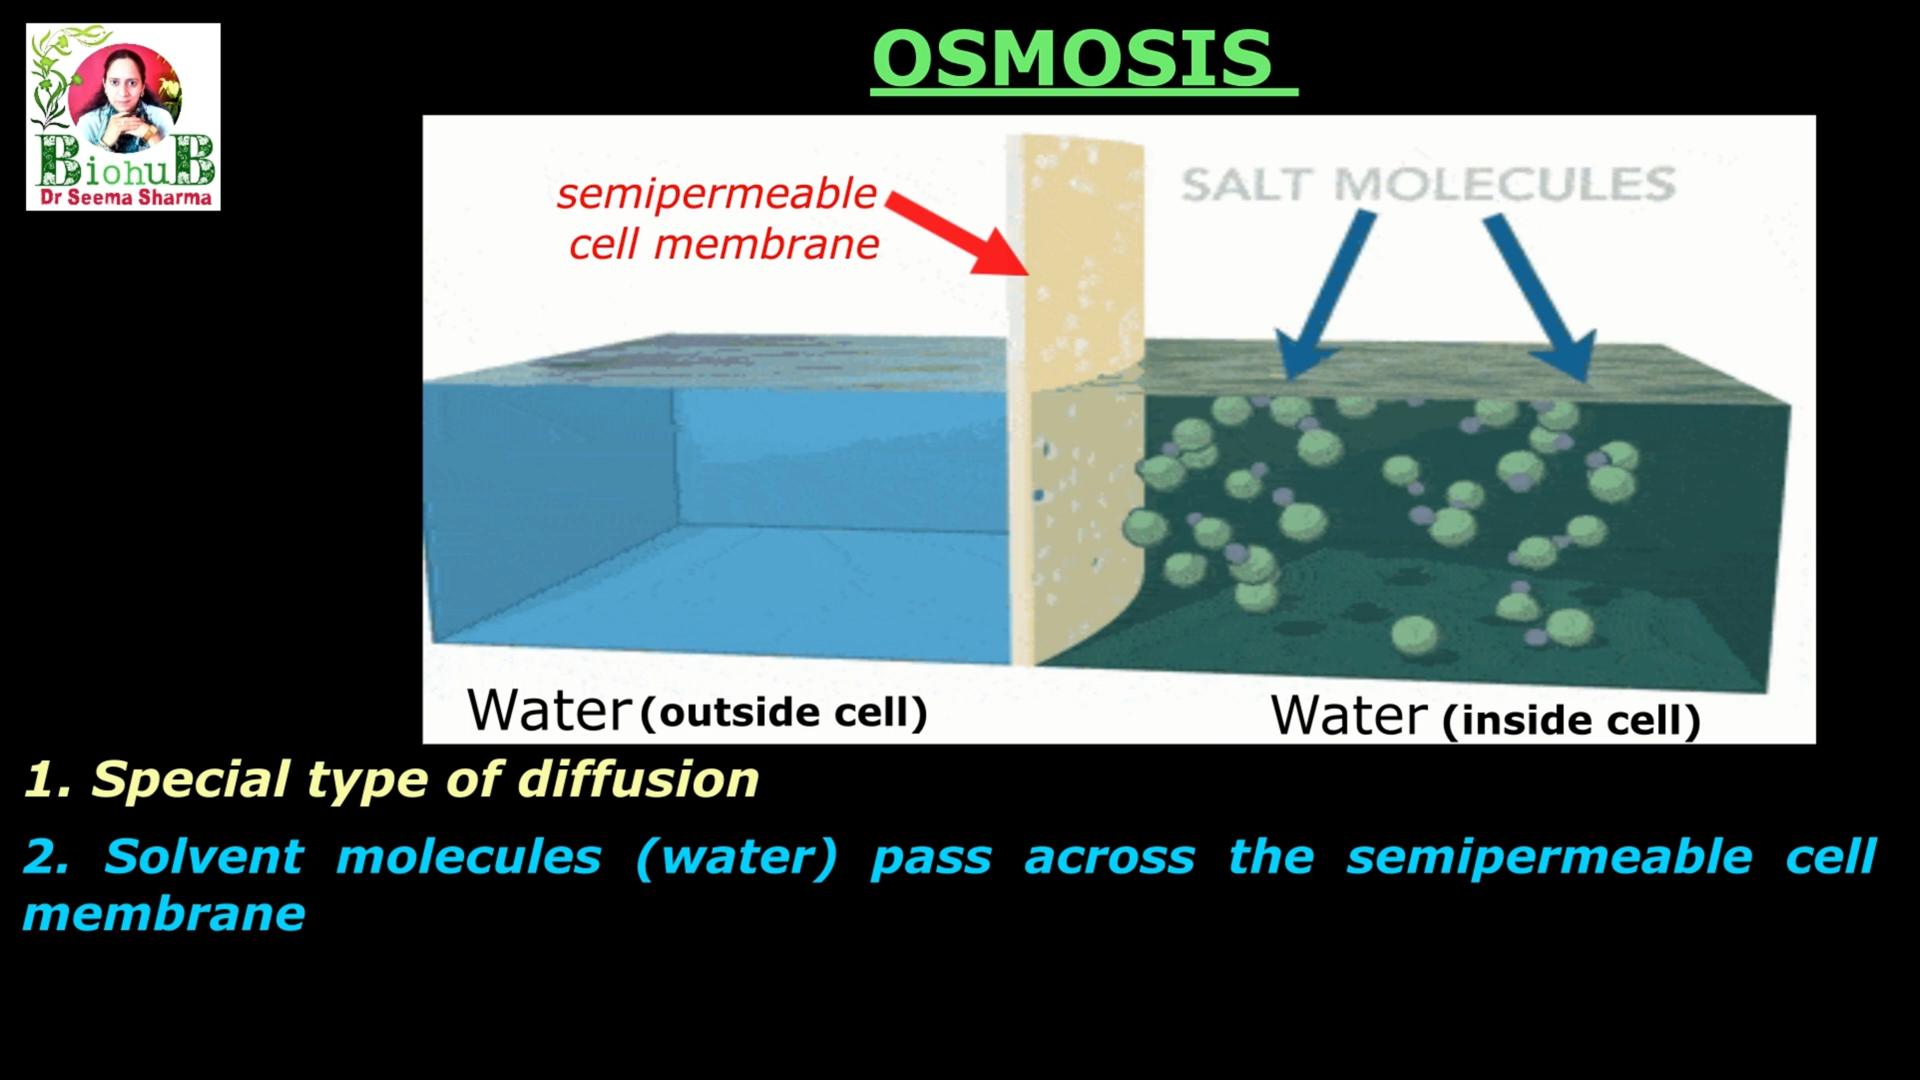 OSMOSIS
BiohuB
Dr Seema Sharma
semipermeable
cell membrane
SALT MOLECULES
Water (outside cell)
Water (inside cell)
1. Special type of diffusion
2. Solvent molecules (water) pass across the semipermeable cell
membrane